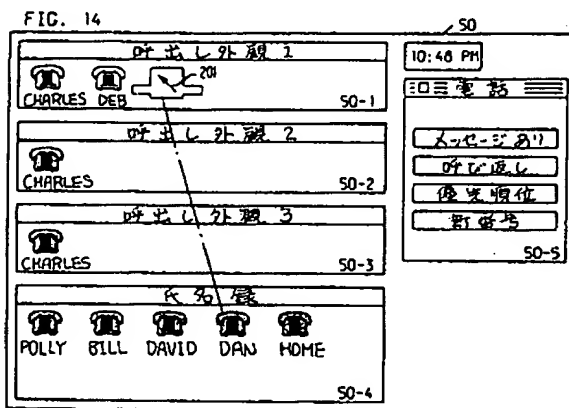 FIG. 14
50
呼出し外観 1
201
CHARLES DEB
50-1
呼出し外観 2
CHARLES
50-2
呼出し外観 3
CHARLES
50-3
氏名録
POLLY BILL DAVID DAN HOME
50-4
10:48 PM
電話
メッセージあり
呼び返し
優先順位
新番号
50-5